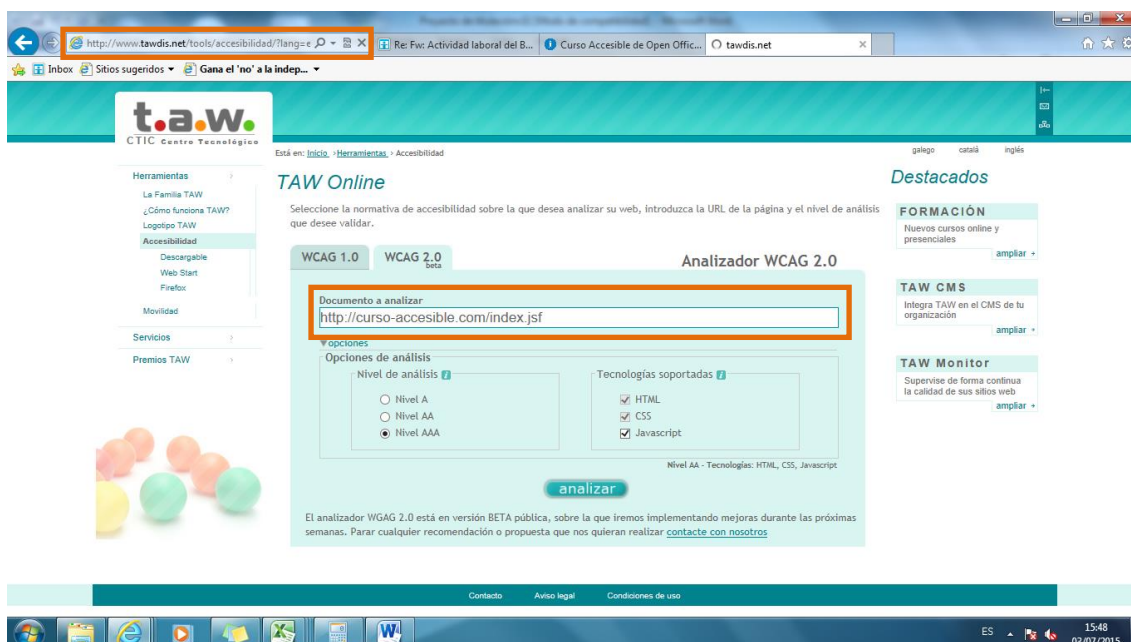 http://www.tawdis.net/tools/accesibilidad/?lang=e
Re: Fw: Actividad laboral del B...
Curso Accesible de Open Offic...
tawdis.net
Inbox
Sitios sugeridos
Gana el 'no' a la indep...
t.a.w.
CTIC Centro Tecnológico
Está en: Inicio > Herramientas > Accesibilidad
galego català inglés
Herramientas
La Familia TAW
¿Cómo funciona TAW?
Logotipo TAW
Accesibilidad
Descargable
Web Start
Firefox
Movilidad
Servicios
Premios TAW
TAW Online
Seleccione la normativa de accesibilidad sobre la que desea analizar su web, introduzca la URL de la página y el nivel de análisis
que desee validar.
WCAG 1.0
WCAG 2.0
beta
Analizador WCAG 2.0
Documento a analizar
http://curso-accesible.com/index.jsf
opciones
Opciones de análisis
Nivel de análisis
Nivel A
Nivel AA
Nivel AAA
Tecnologías soportadas
HTML
CSS
Javascript
Nivel AA - Tecnologías: HTML, CSS, Javascript
analizar
El analizador WGAG 2.0 está en versión BETA pública, sobre la que iremos implementando mejoras durante las próximas
semanas. Parar cualquier recomendación o propuesta que nos quieran realizar contacte con nosotros
Destacados
FORMACIÓN
Nuevos cursos online y
presenciales
ampliar +
TAW CMS
Integra TAW en el CMS de tu
organización
ampliar +
TAW Monitor
Supervise de forma continua
la calidad de sus sitios web
ampliar +
Contacto Aviso legal Condiciones de uso
ES
15:48
03/07/2015